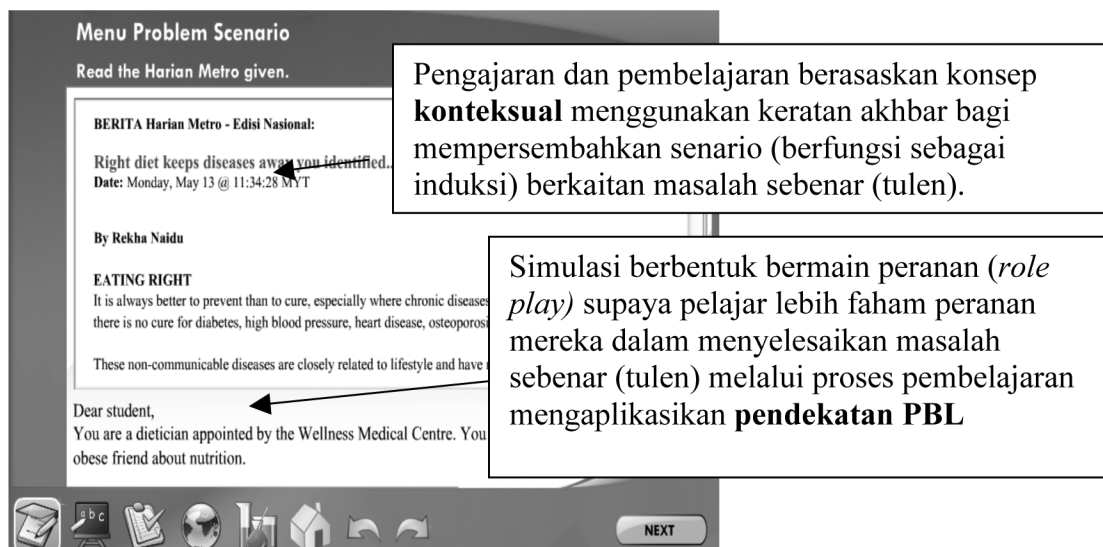 Menu Problem Scenario
Read the Harian Metro given.
BERITA Harian Metro - Edisi Nasional:
Right diet keeps diseases away you identified..
Date: Monday, May 13 @ 11:34:28 MYT
By Rekha Naidu
EATING RIGHT
It is always better to prevent than to cure, especially where chronic diseases
there is no cure for diabetes, high blood pressure, heart disease,
These non-communicable diseases are closely related to lifestyle and have
Dear student,
You are a dietician appointed by the Wellness Medical Centre. You
obese friend about nutrition.
Pengajaran dan pembelajaran berasaskan konsep
konteksual menggunakan keratan akhbar bagi
mempersembahkan senario (berfungsi sebagai
induksi) berkaitan masalah sebenar (tulen).
Simulasi berbentuk bermain peranan (role
play) supaya pelajar lebih faham peranan
mereka dalam menyelesaikan masalah
sebenar (tulen) melalui proses pembelajaran
mengaplikasikan pendekatan PBL
abc
NEXT